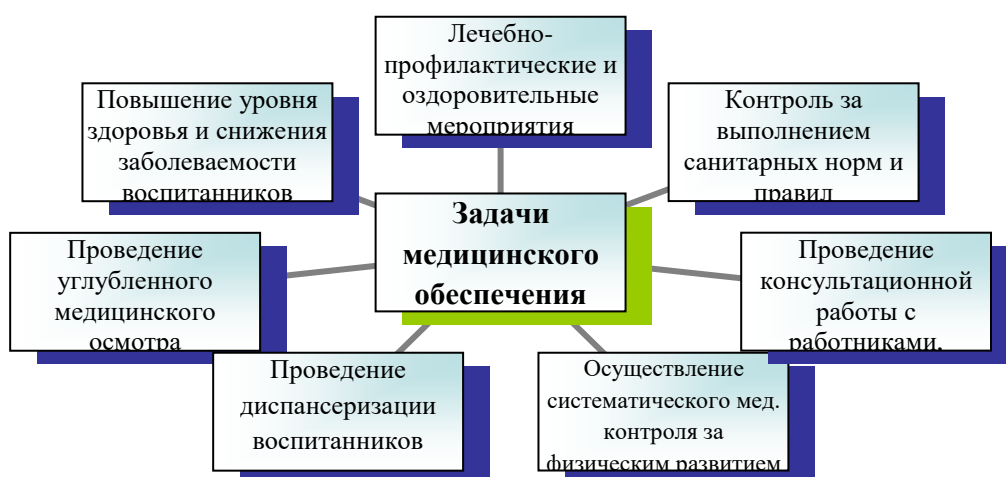 Лечебно-
профилактические и
оздоровительные
мероприятия
Повышение уровня
здоровья и снижения
заболеваемости
воспитанников
Контроль за
выполнением
санитарных норм и
правил
Задачи
медицинского
обеспечения
Проведение
углубленного
медицинского
осмотра
Проведение
консультационной
работы с
работниками,
Проведение
диспансеризации
воспитанников
Осуществление
систематического мед.
контроля за
физическим развитием